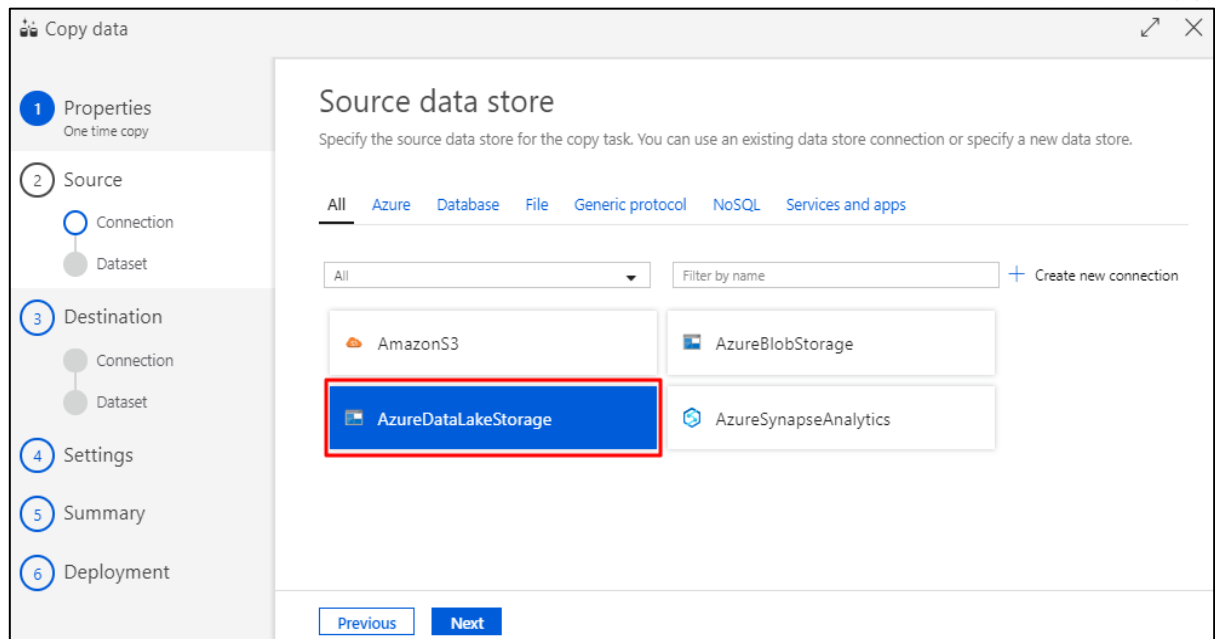 Copy data
1 Properties
One time copy
2 Source
Connection
Dataset
3 Destination
Connection
Dataset
4 Settings
5 Summary
6 Deployment
Source data store
Specify the source data store for the copy task. You can use an existing data store connection or specify a new data store.
All Azure Database File Generic protocol NoSQL Services and apps
All Filter by name + Create new connection
AmazonS3 AzureBlobStorage
AzureDataLakeStorage AzureSynapseAnalytics
Previous Next